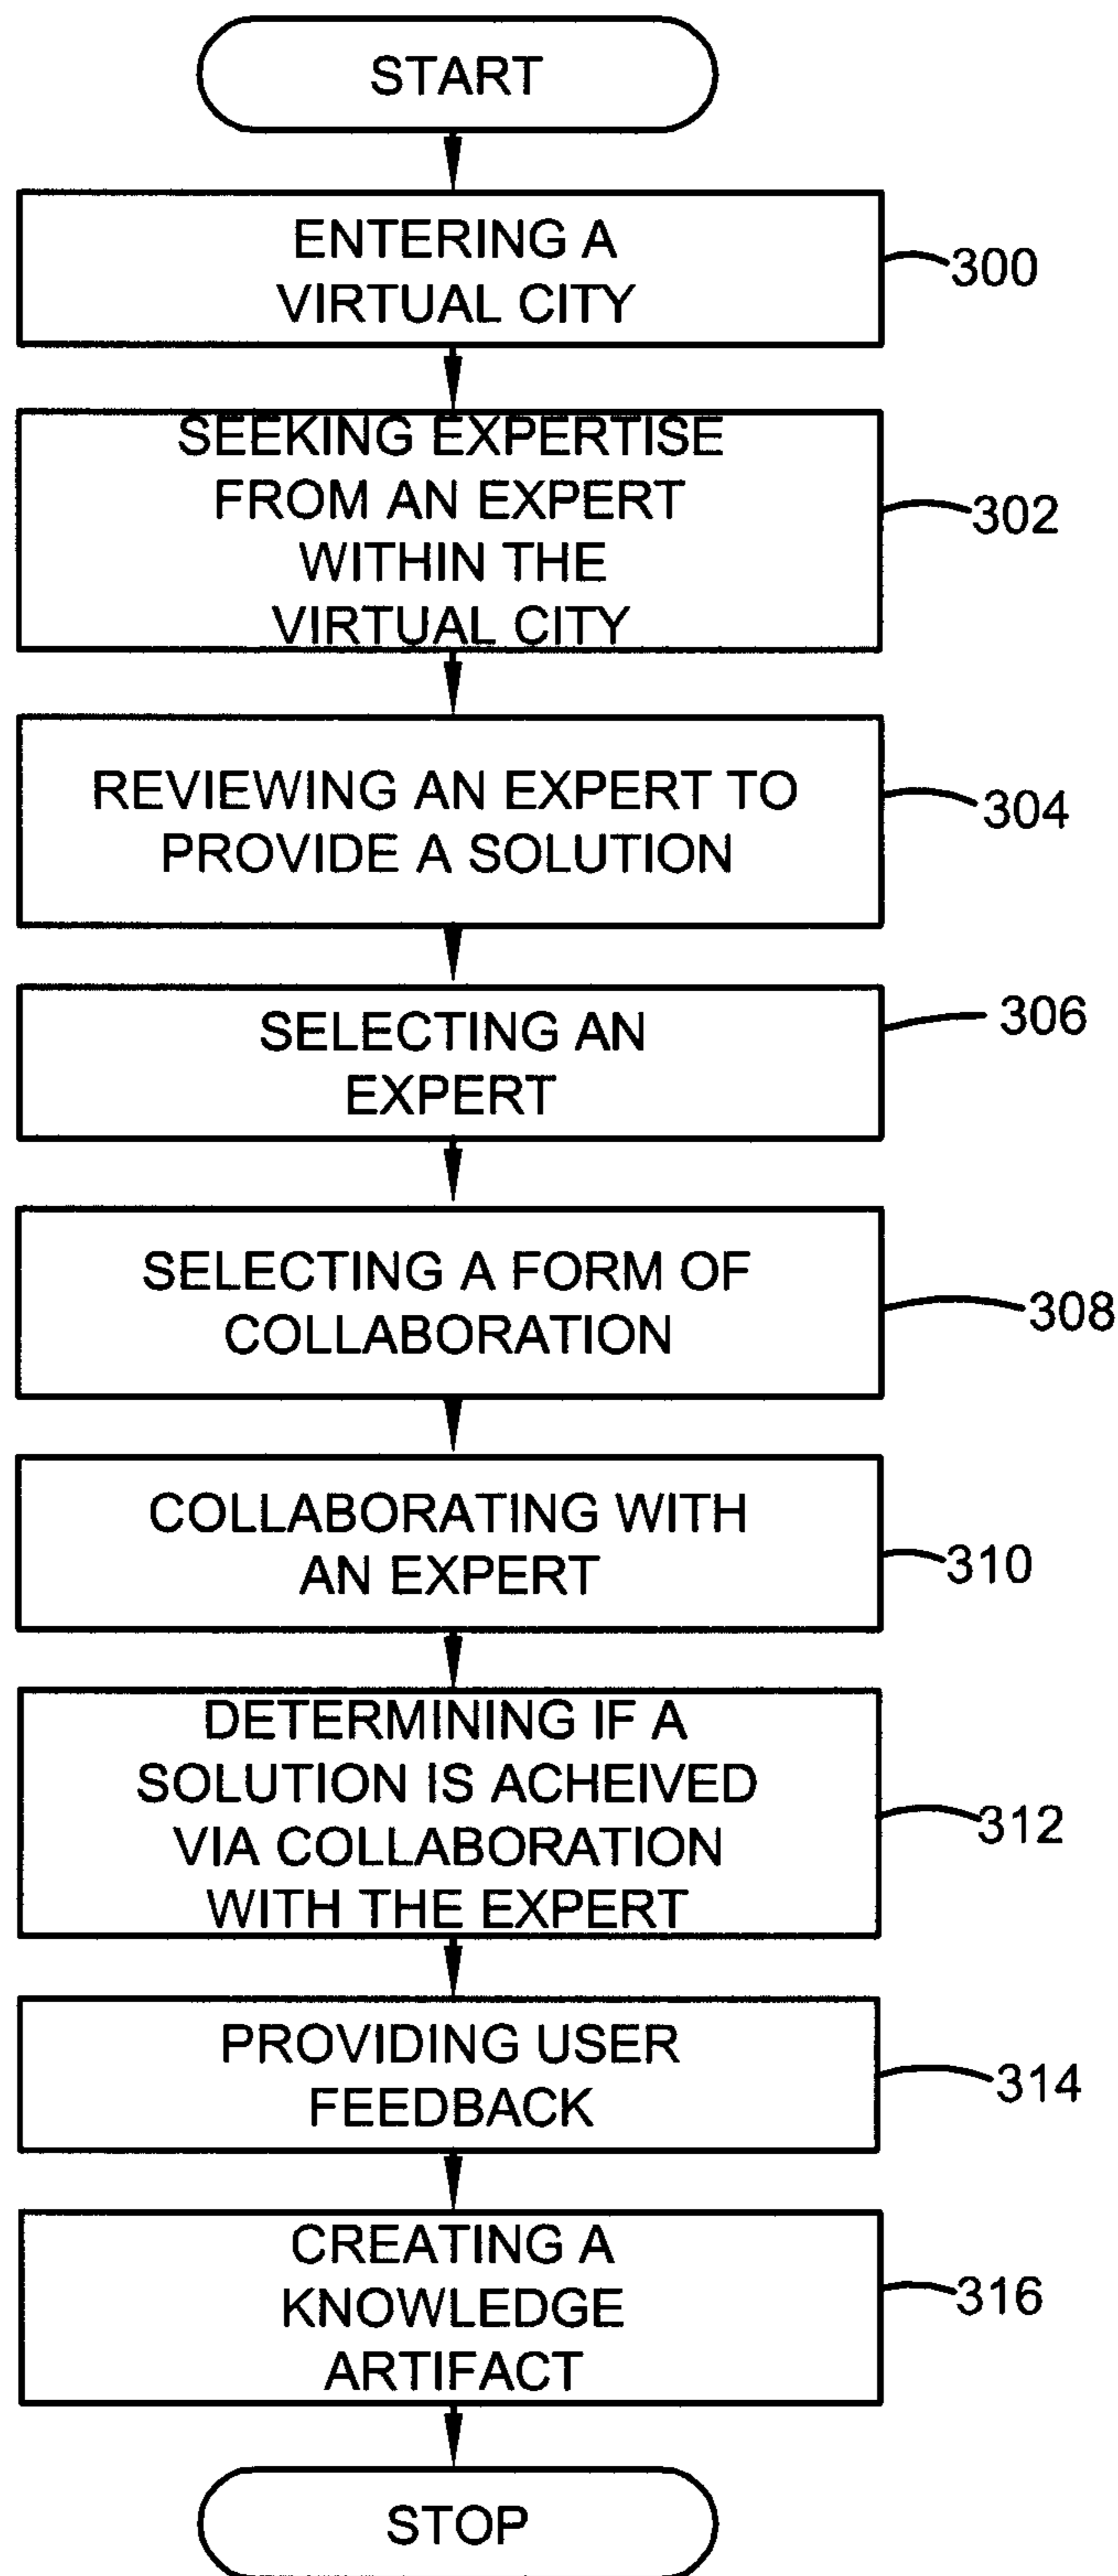 START
ENTERING A
VIRTUAL CITY
300
SEEKING EXPERTISE
FROM AN EXPERT
WITHIN THE
VIRTUAL CITY
302
REVIEWING AN EXPERT TO
PROVIDE A SOLUTION
304
SELECTING AN
EXPERT
306
SELECTING A FORM OF
COLLABORATION
308
COLLABORATING WITH
AN EXPERT
310
DETERMINING IF A
SOLUTION IS ACHEIVED
VIA COLLABORATION
WITH THE EXPERT
312
PROVIDING USER
FEEDBACK
314
CREATING A
KNOWLEDGE
ARTIFACT
316
STOP